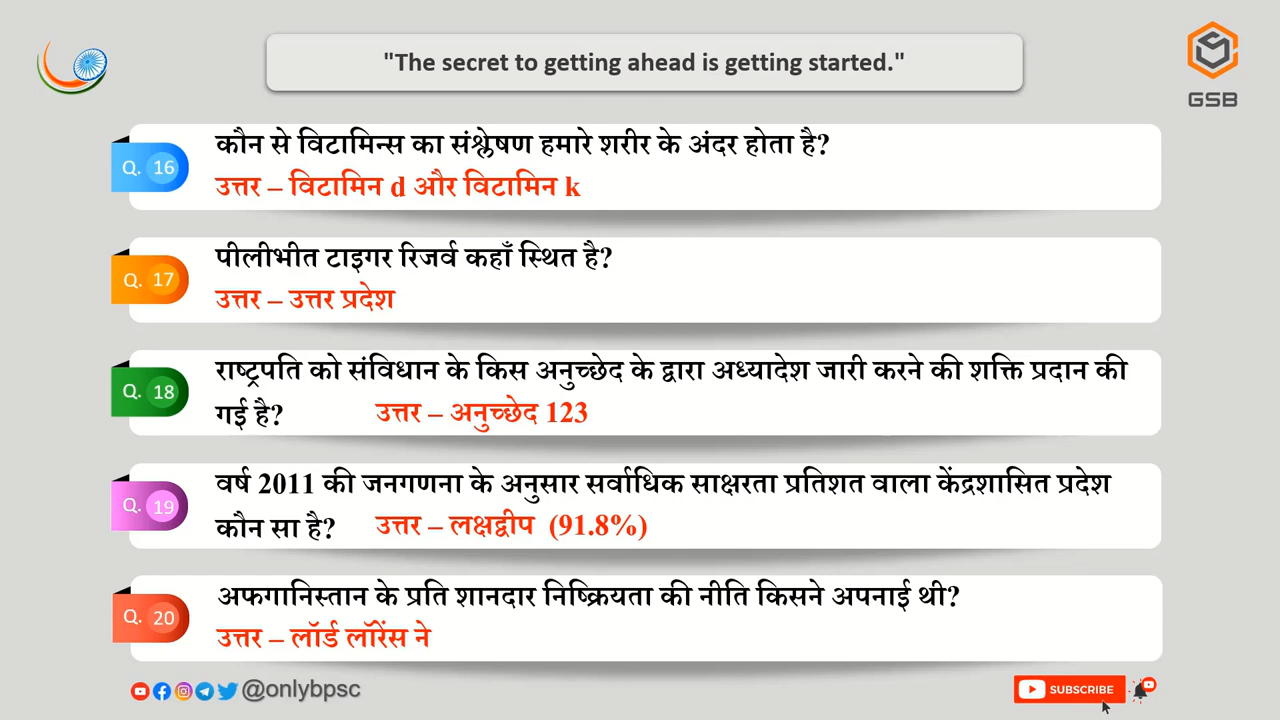 "The secret to getting ahead is getting started."
GSB
Q. 16
कौन से विटामिन्स का संश्लेषण हमारे शरीर के अंदर होता है?
उत्तर – विटामिन d और विटामिन k
Q. 17
पीलीभीत टाइगर रिजर्व कहाँ स्थित है?
उत्तर – उत्तर प्रदेश
Q. 18
राष्ट्रपति को संविधान के किस अनुच्छेद के द्वारा अध्यादेश जारी करने की शक्ति प्रदान की
गई है? उत्तर – अनुच्छेद 123
Q. 19
वर्ष 2011 की जनगणना के अनुसार सर्वाधिक साक्षरता प्रतिशत वाला केंद्रशासित प्रदेश
कौन सा है? उत्तर – लक्षद्वीप (91.8%)
Q. 20
अफगानिस्तान के प्रति शानदार निष्क्रियता की नीति किसने अपनाई थी?
उत्तर – लॉर्ड लॉरेंस ने
@onlybpsc
SUBSCRIBE